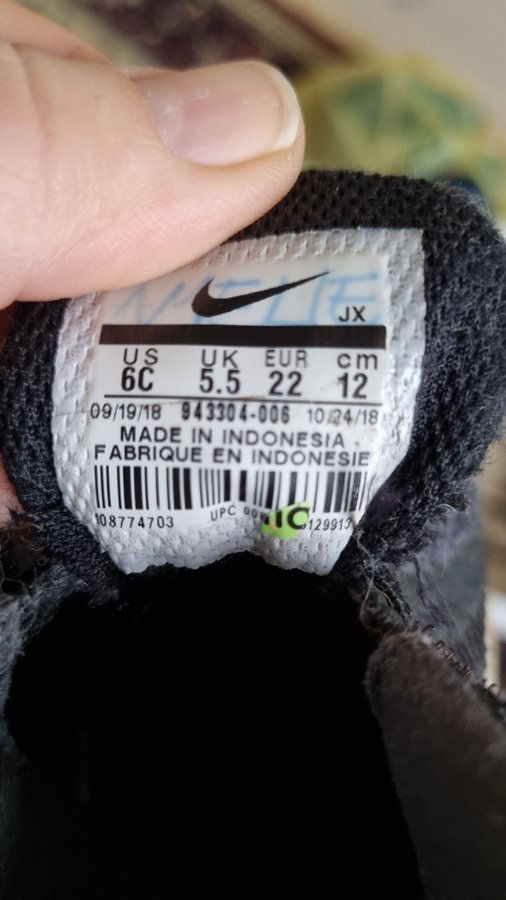 JX
US UK EUR cm
6C 5.5 22 12
09/19/18 943304-006 10/24/18
MADE IN INDONESIA
FABRIQUE EN INDONESIE
108774703 UPC